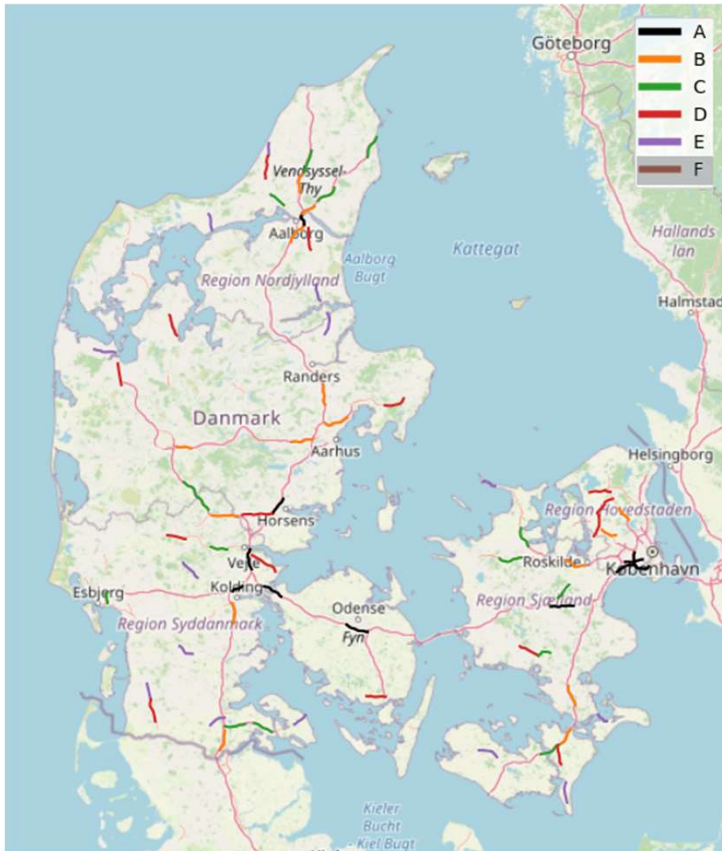 Göteborg
A
B
C
D
E
F
Vendsyssel-
Thy
Aalborg
Aalborg
Bugt
Kattegat
Hallands
län
Region Nordjylland
Halmstad
Randers
Danmark
Aarhus
Helsingborg
Region Hovedstaden
Horsens
Vejle
Roskilde
København
Esbjerg
Kolding
Odense
Region Sjælland
Region Syddanmark
Fyn
Kieler
Bucht
- Kiel Bugt